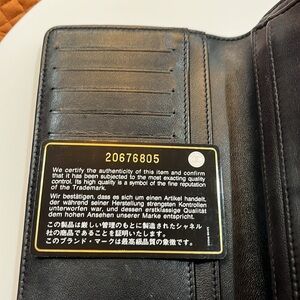 20676805
We certify the authenticity of this item and confirm
that it has been subjected to the most exacting quality
control. Its high quality is a symbol of the fine reputation
of the Trademark.
Wir bestätigen, dass es sich um einen Artikel handelt,
der während seiner Herstellung strengsten Kontrollen
unterworfen war, und dessen erstklassige Qualität
dem hohen Ansehen unserer Marke entspricht.
この製品は厳しい管理のもとに製造されたシャネル
社の商品であることを証明いたします。
このブランド・マークは最高級品質の象徴です。